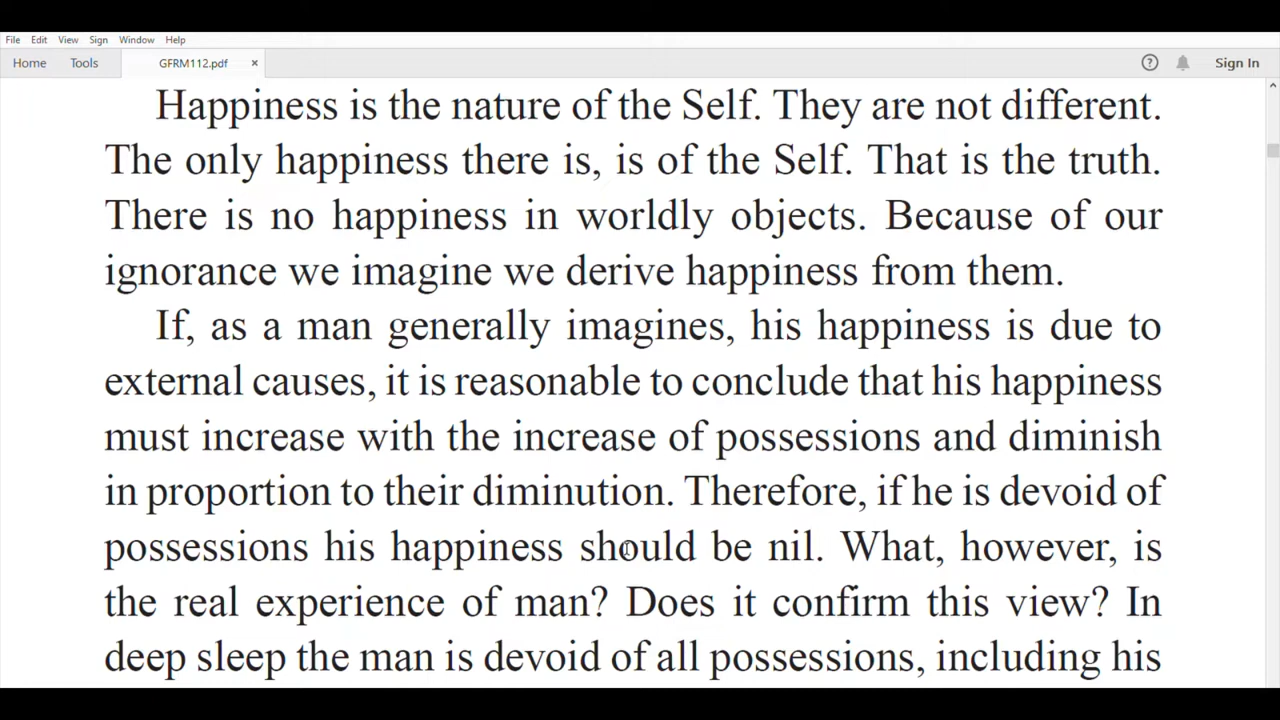 File Edit View Sign Window Help
Home Tools GFRM112.pdf × ? Sign In
Happiness is the nature of the Self. They are not different.
The only happiness there is, is of the Self. That is the truth.
There is no happiness in worldly objects. Because of our
ignorance we imagine we derive happiness from them.
If, as a man generally imagines, his happiness is due to
external causes, it is reasonable to conclude that his happiness
must increase with the increase of possessions and diminish
in proportion to their diminution. Therefore, if he is devoid of
possessions his happiness should be nil. What, however, is
the real experience of man? Does it confirm this view? In
deep sleep the man is devoid of all possessions, including his